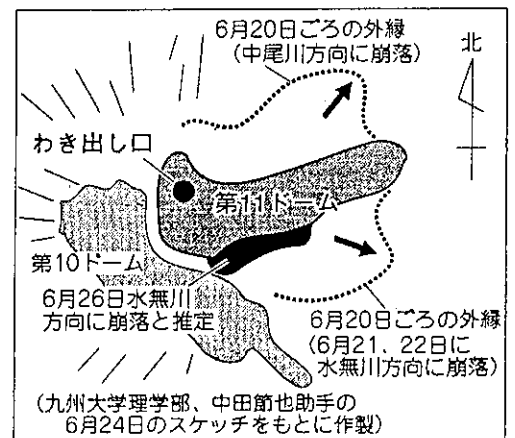 6月20日ごろの外縁
（中尾川方向に崩落）
北
わき出し口
第11ドーム
第10ドーム
6月26日水無川
方向に崩落と推定
6月20日ごろの外縁
（6月21、22日に
水無川方向に崩落）
（九州大学理学部、中田節也助手の
6月24日のスケッチをもとに作製）